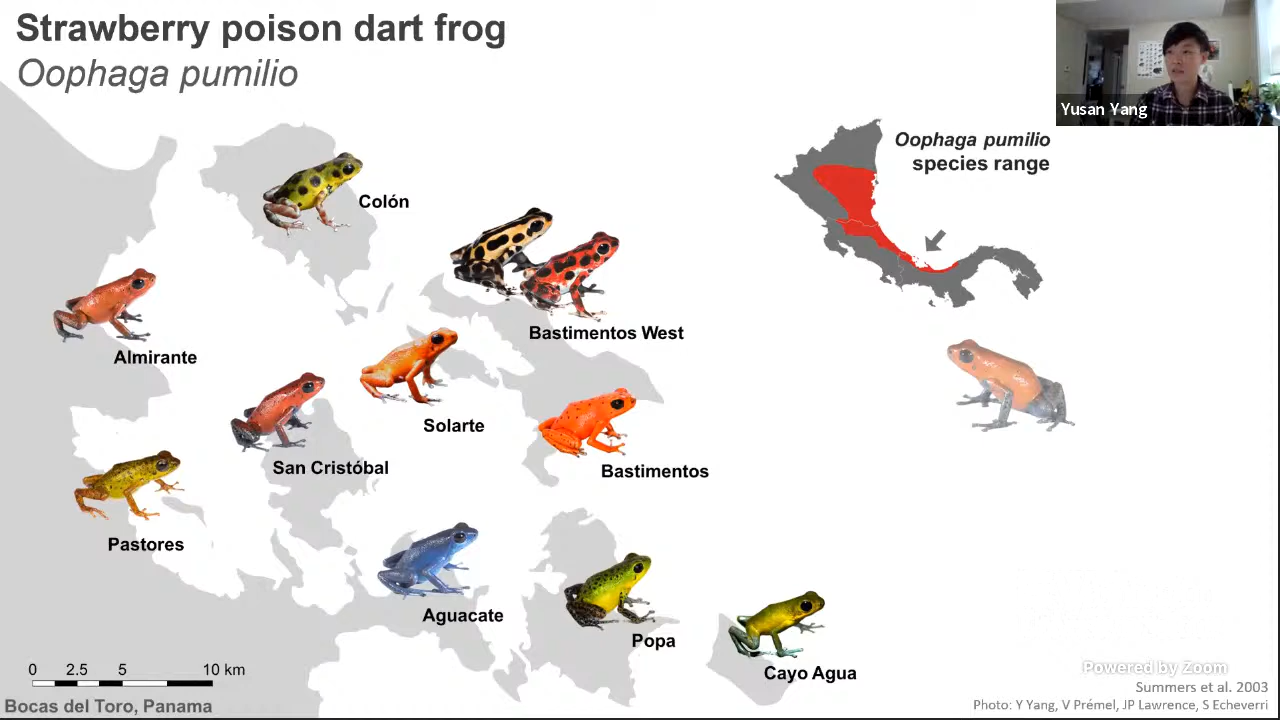 Strawberry poison dart frog
Oophaga pumilio
Yusan Yang
Oophaga pumilio
species range
Colón
Bastimentos West
Almirante
Solarte
San Cristóbal
Bastimentos
Pastores
Aguacate
Popa
Cayo Agua
0 2.5 5 10 km
Bocas del Toro, Panama
Powered by Zoom
Summers et al. 2003
Photo: Y Yang, V Prémel, JP Lawrence, S Echeverri